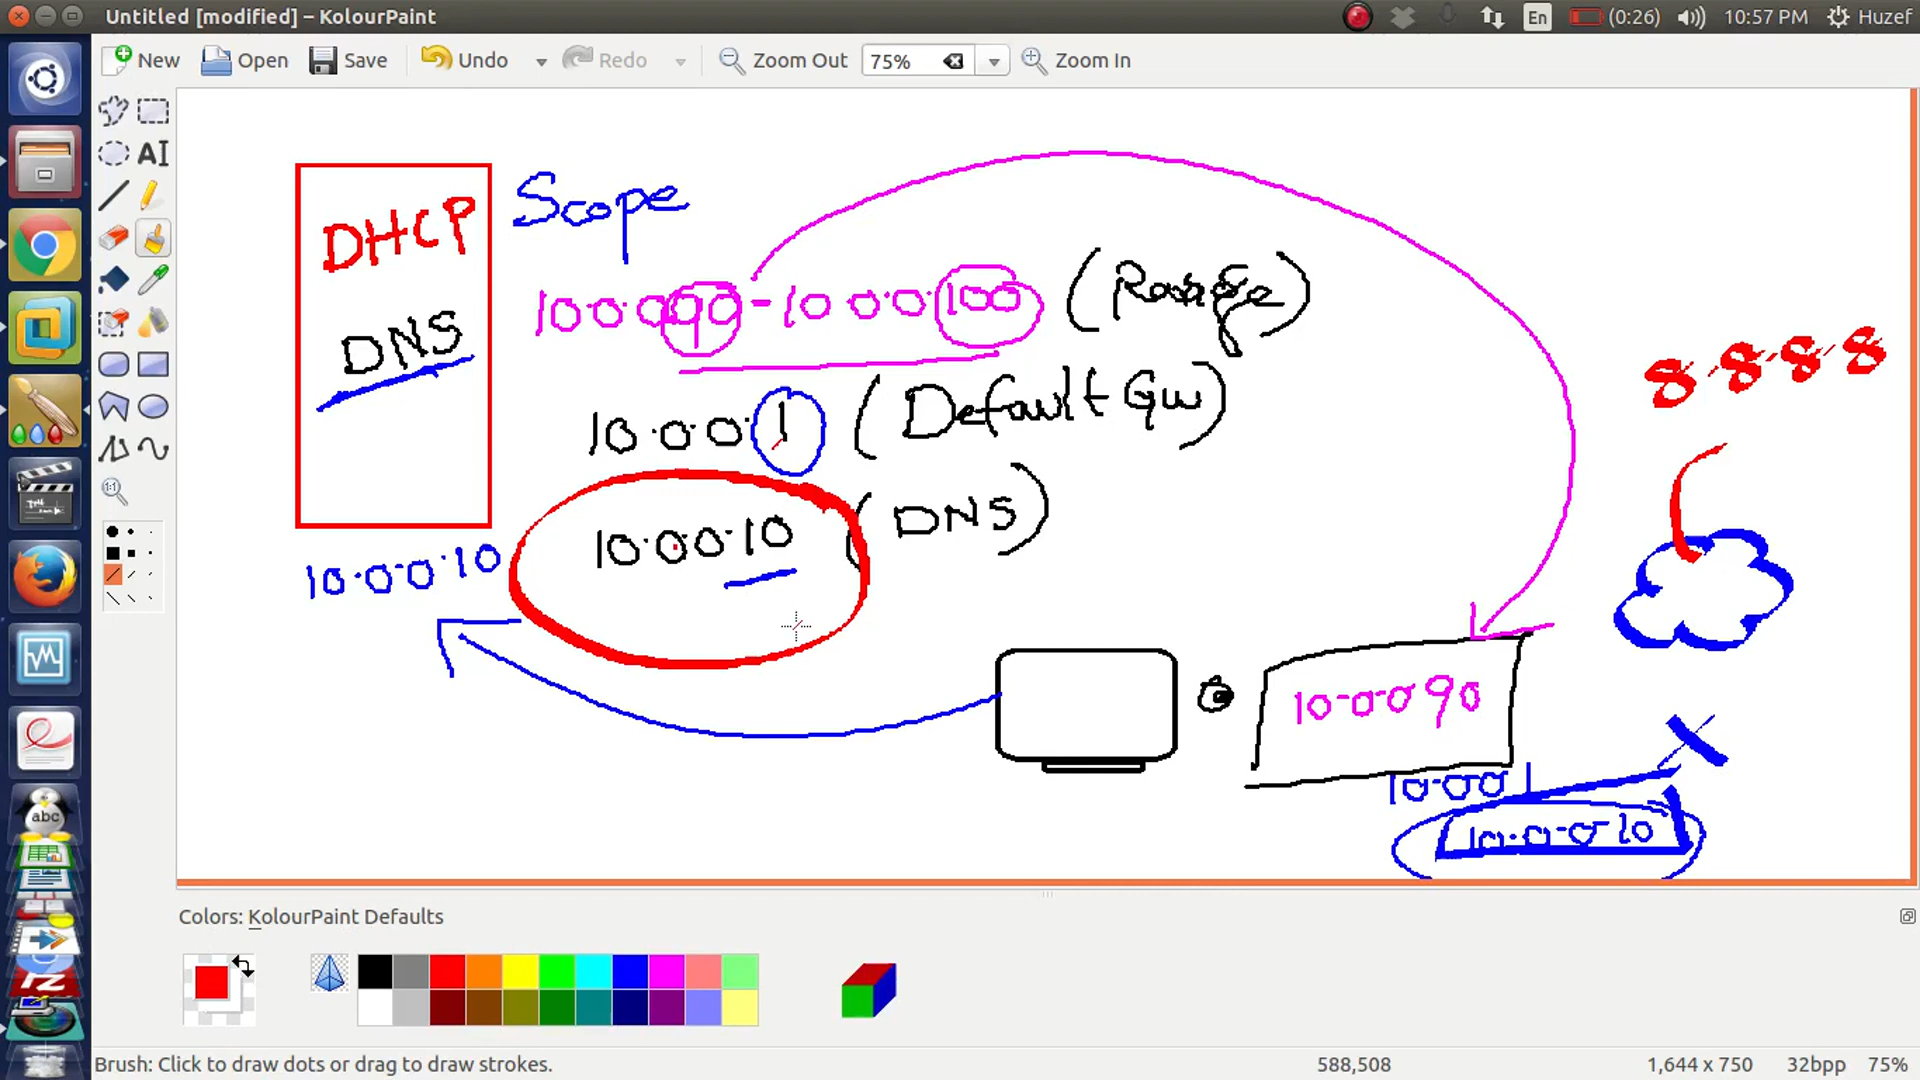 Untitled [modified] – KolourPaint
En
(0:26)
10:57 PM
Huzef
New
Open
Save
Undo
Redo
Zoom Out
75%
Zoom In
DHCP
DNS
Scope
10.0.0.90 - 10.0.0.100 (Range)
10.0.0.1 (Default GW)
10.0.0.10 (DNS)
10.0.0.10
8.8.8.8
10.0.0.90
10.0.0.1
10.0.0.10
abc
Colors: KolourPaint Defaults
Brush: Click to draw dots or drag to draw strokes.
588,508
1,644 x 750
32bpp
75%